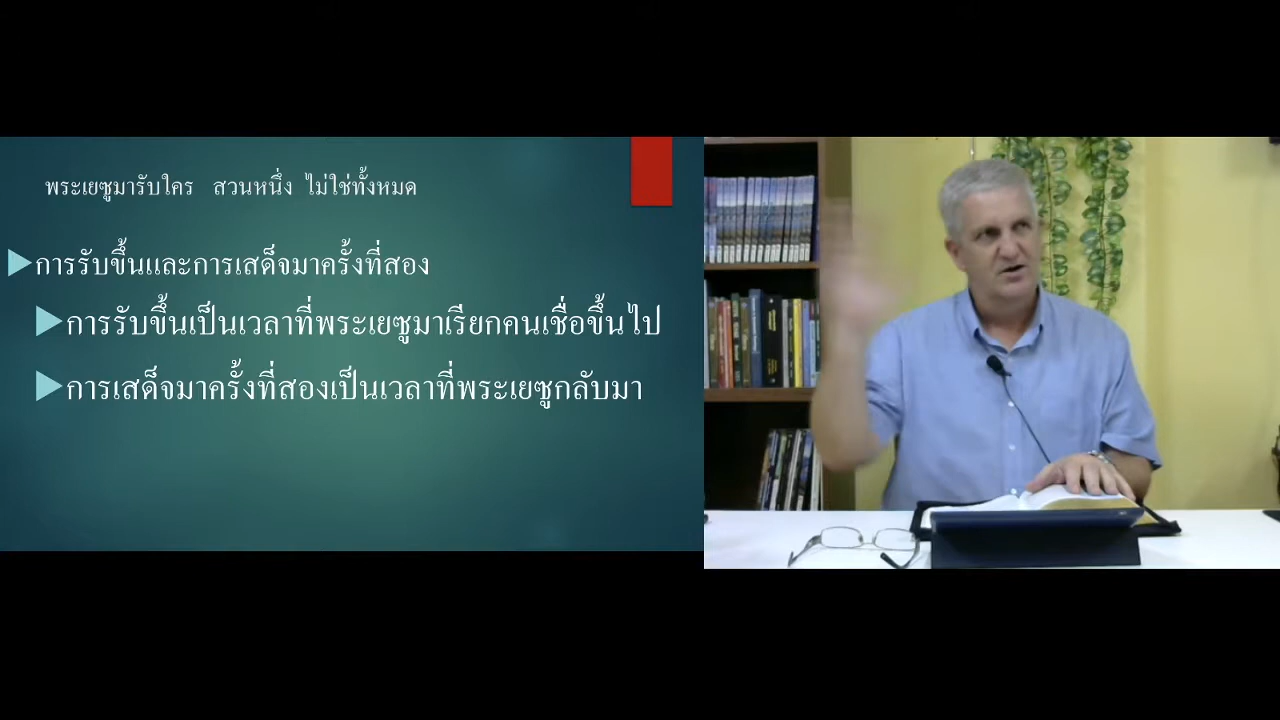 พระเยซูมารับใคร สวนหนึ่ง ไม่ใช่ทั้งหมด
การรับขึ้นและการเสด็จมาครั้งที่สอง
การรับขึ้นเป็นเวลาที่พระเยซูมาเรียกคนเชื่อขึ้นไป
การเสด็จมาครั้งที่สองเป็นเวลาที่พระเยซูกลับมา